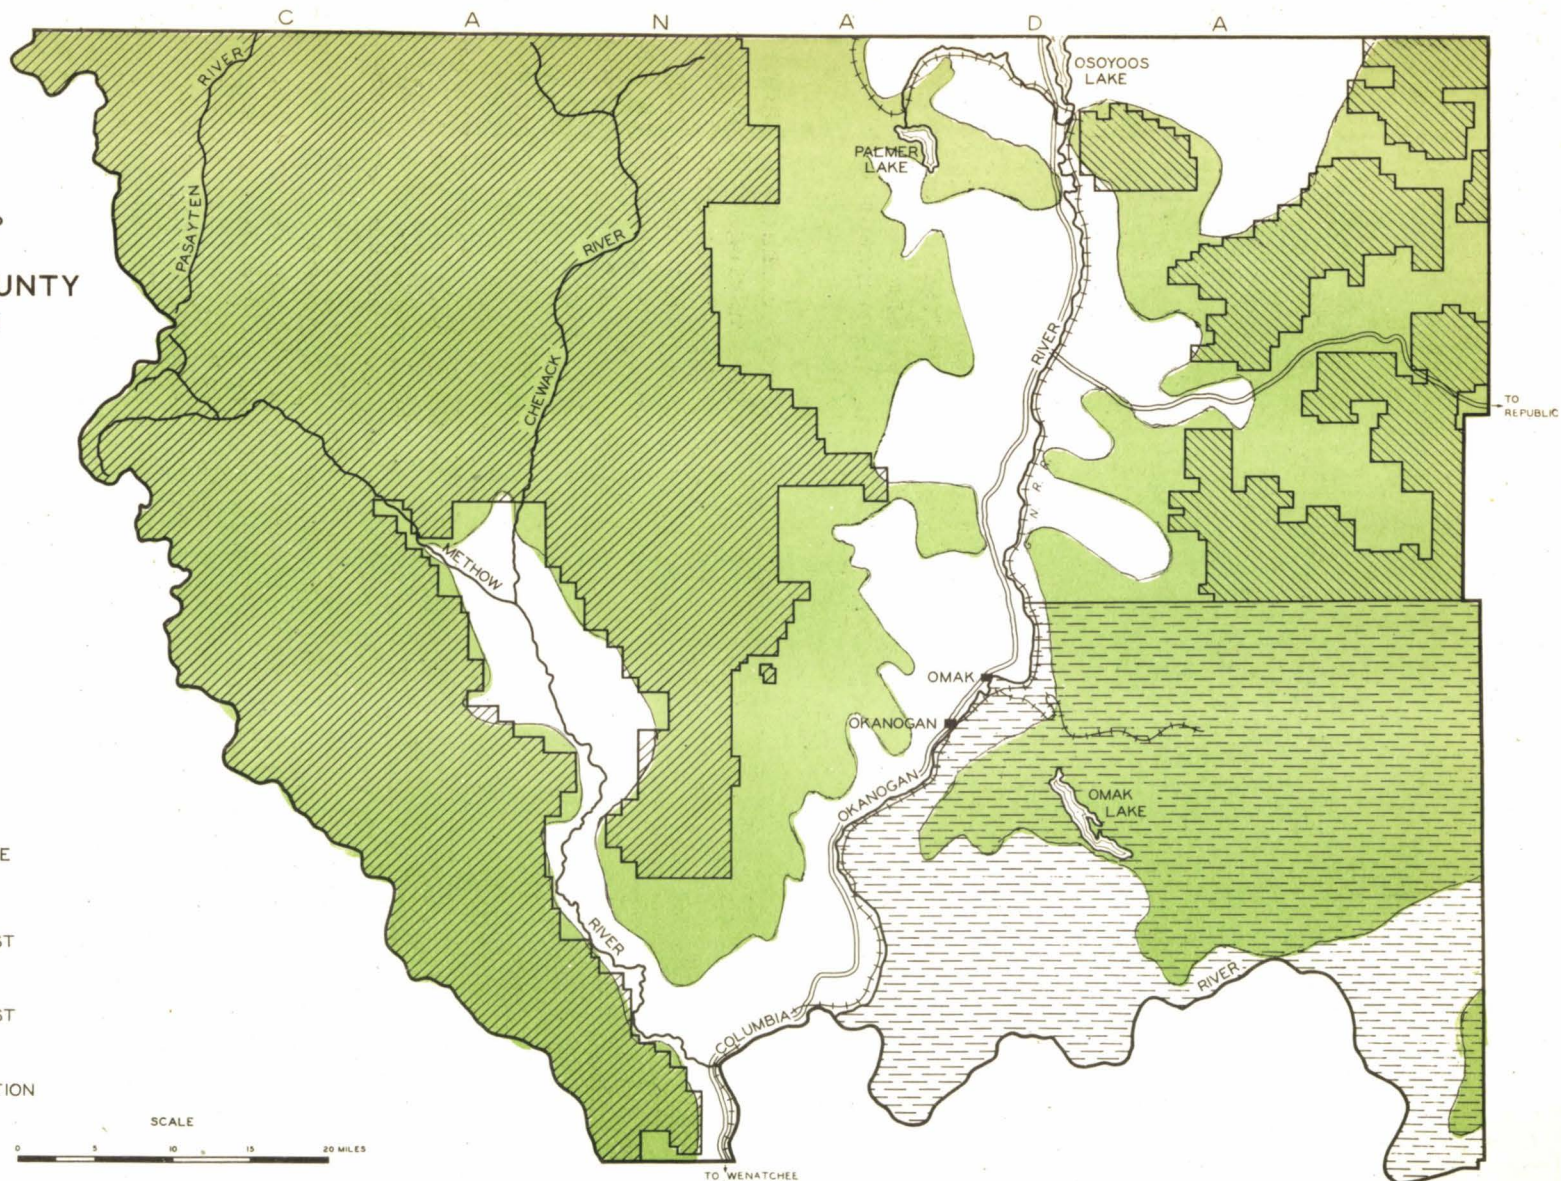 C A N A D A
UNTY
RIVER
PASAYTEN
RIVER
CHEWACK
OSOYOOS
LAKE
PALMER
LAKE
RIVER
TO
REPUBLIC
N. R. R.
METHOW
OMAK
OKANOGAN
OKANOGAN
OMAK
LAKE
RIVER
RIVER
COLUMBIA
E
ST
ST
TION
SCALE
0 5 10 15 20 MILES
TO WENATCHEE